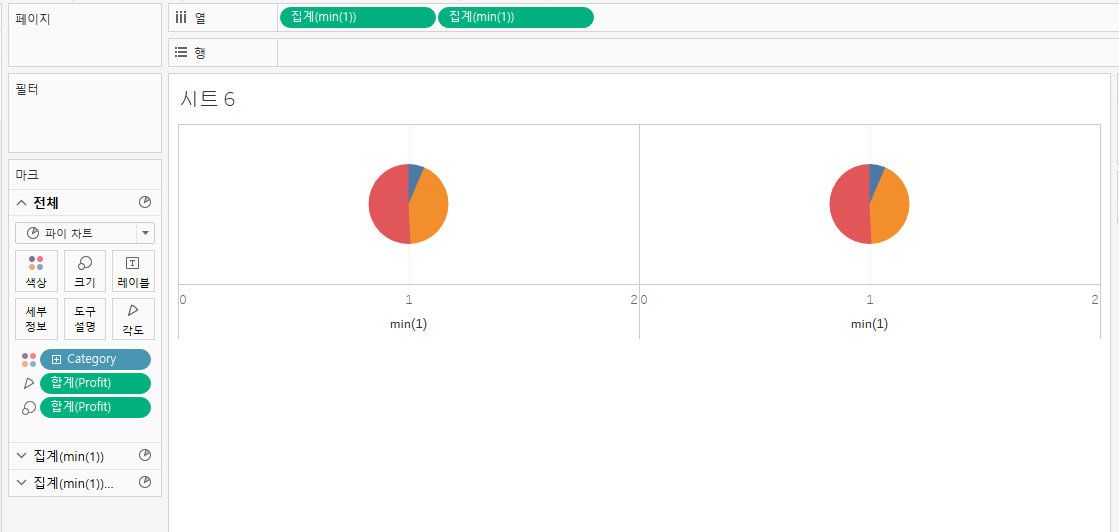 페이지
열
집계(min(1))
집계(min(1))
행
필터
시트 6
마크
전체
파이 차트
색상
크기
레이블
세부
정보
도구
설명
각도
Category
합계(Profit)
합계(Profit)
집계(min(1))
집계(min(1))...
0
1
2
0
1
2
min(1)
min(1)